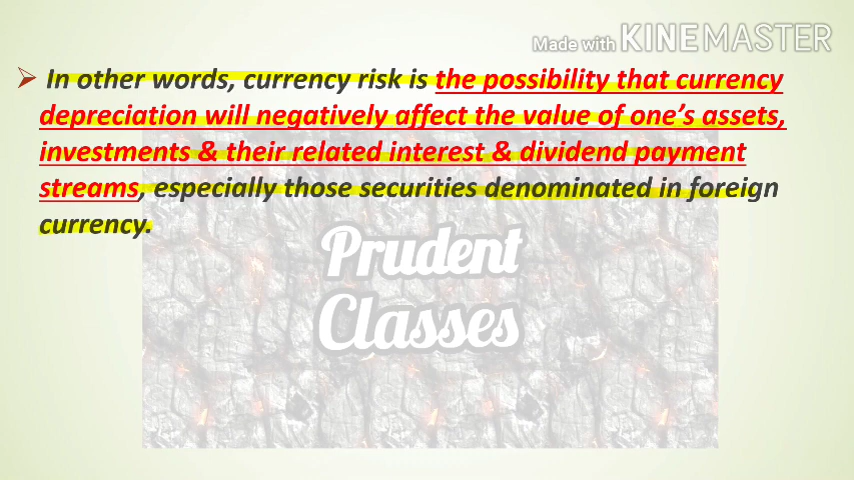 Made with KINEMASTER
In other words, currency risk is the possibility that currency
depreciation will negatively affect the value of one's assets,
investments & their related interest & dividend payment
streams, especially those securities denominated in foreign
currency.
Prudent
Classes